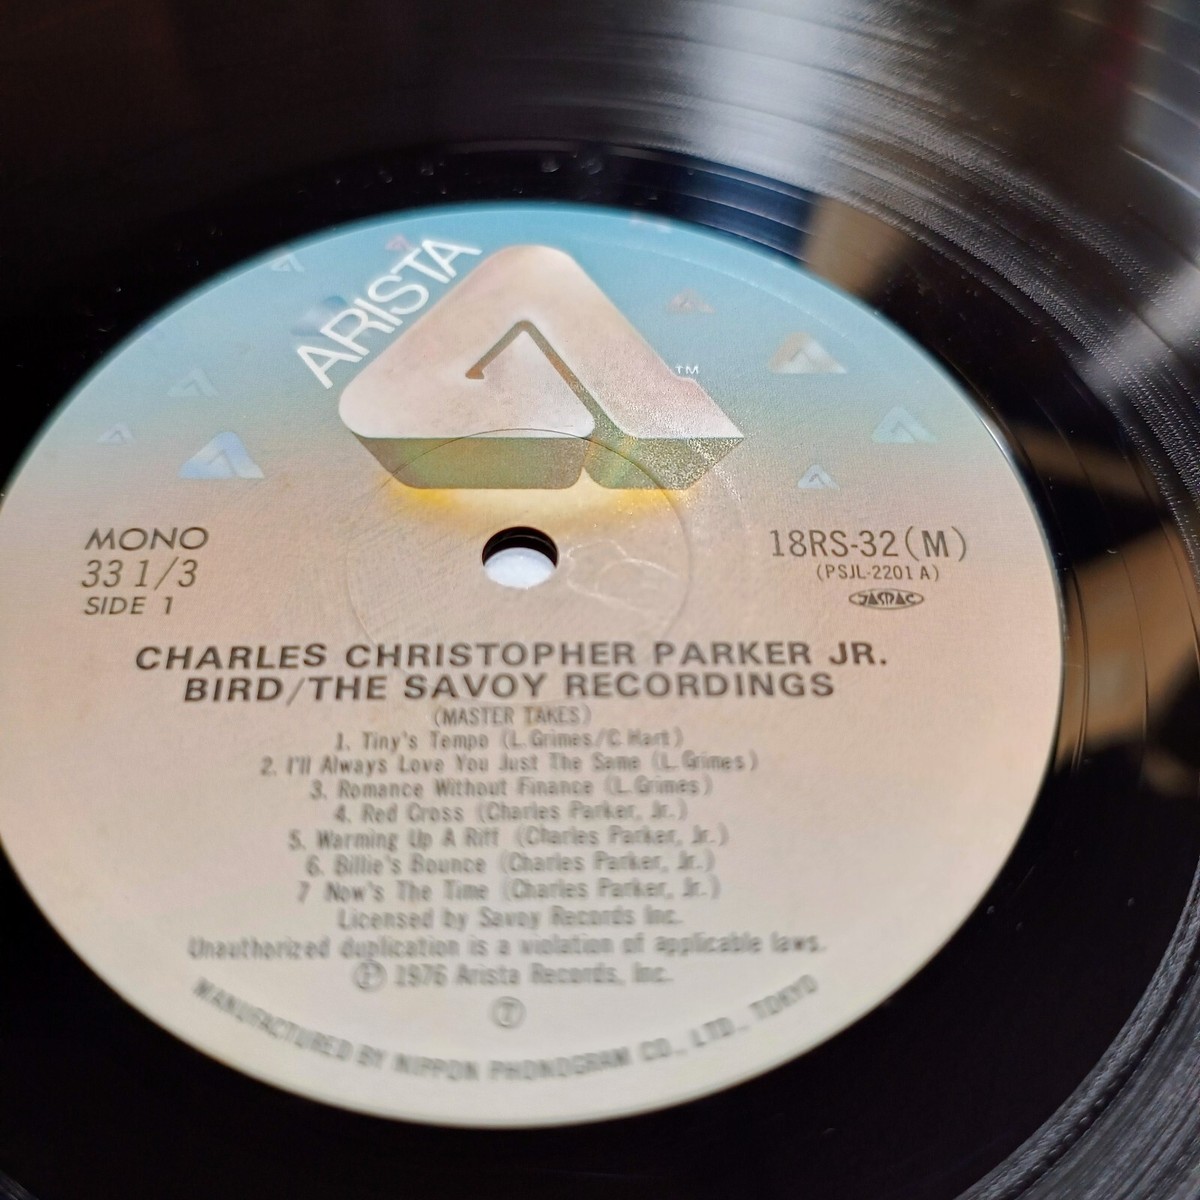 ARISTA
TM
MONO
33 1/3
SIDE 1
18RS-32(M)
(PSJL-2201 A)
JASRAC
CHARLES CHRISTOPHER PARKER JR.
BIRD/THE SAVOY RECORDINGS
(MASTER TAKES)
1. Tiny's Tempo (L. Grimes/C. Hart)
2. I'll Always Love You Just The Same (L. Grimes)
3. Romance Without Finance (L. Grimes)
4. Red Cross (Charles Parker, Jr.)
5. Warming Up A Riff (Charles Parker, Jr.)
6. Billie's Bounce (Charles Parker, Jr.)
7 Now's The Time (Charles Parker, Jr.)
Licensed by Savoy Records Inc.
Unauthorized duplication is a violation of applicable laws.
Ⓟ 1976 Arista Records, Inc.
MANUFACTURED BY NIPPON PHONOGRAM CO., LTD., TOKYO